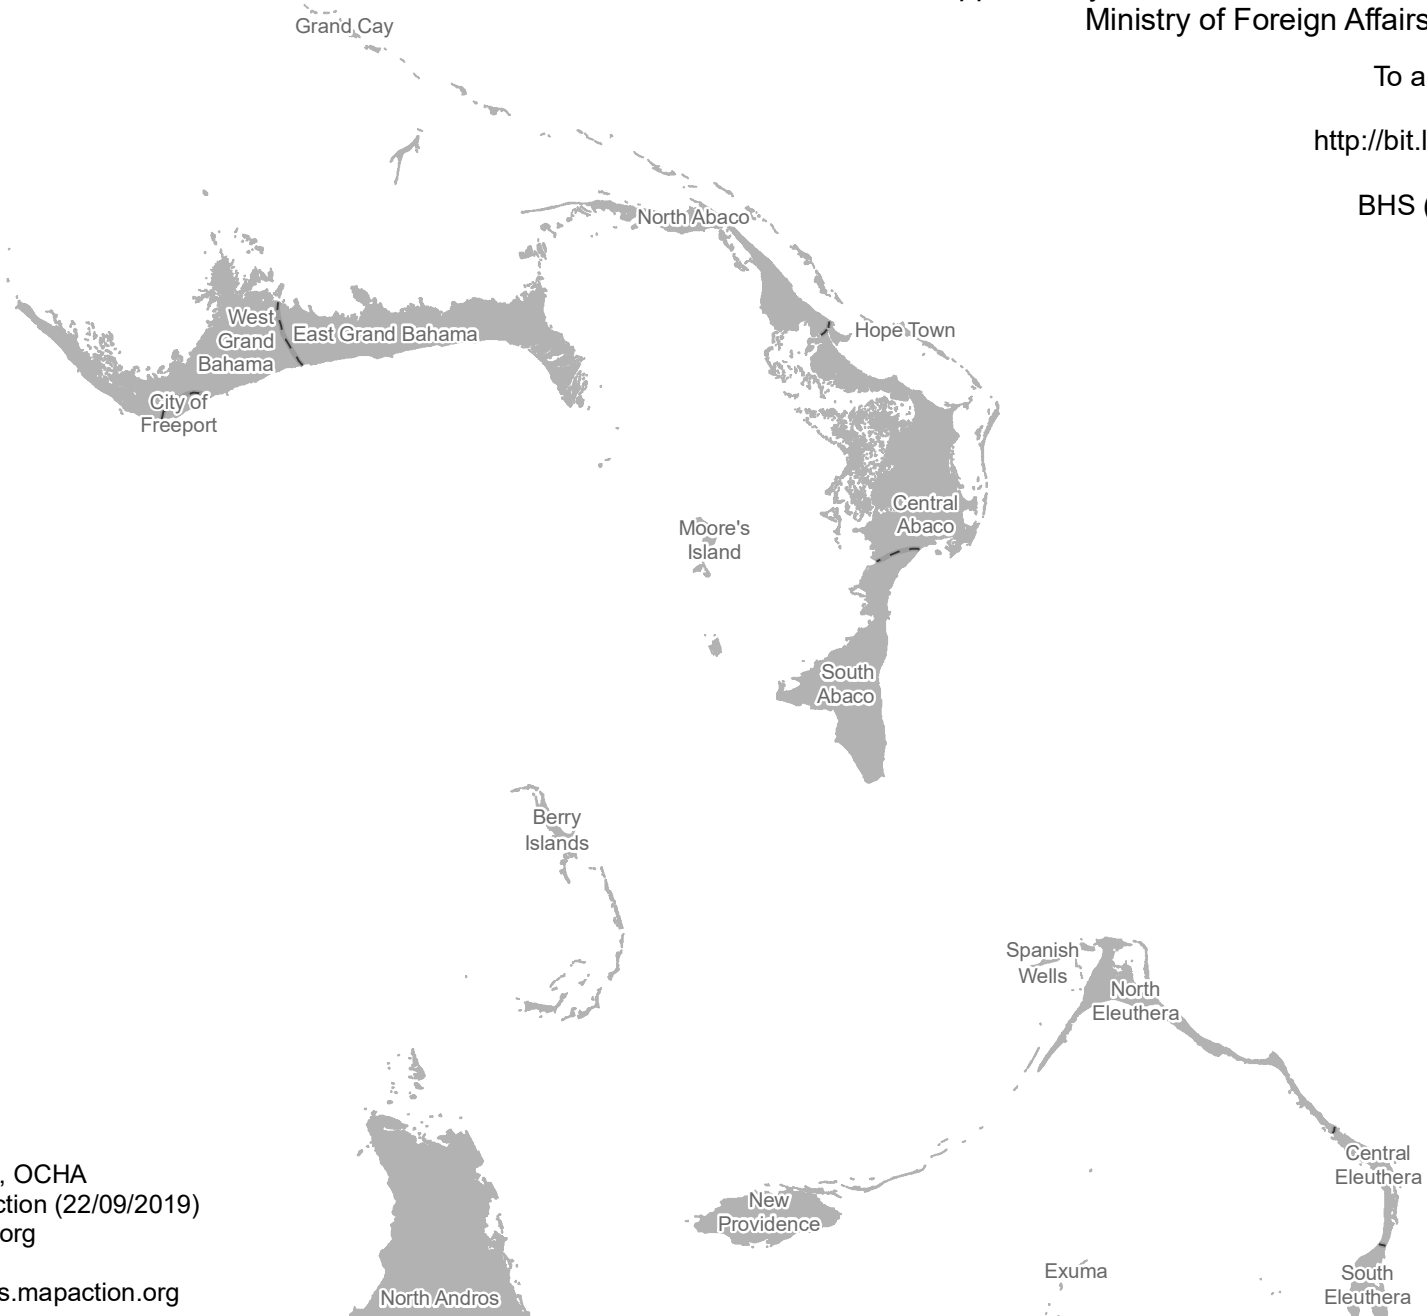 Grand Cay
Ministry of Foreign Affairs
To a
http://bit.l
BHS (
North Abaco
West
Grand
Bahama
East Grand Bahama
Hope Town
City of
Freeport
Central
Abaco
Moore's
Island
South
Abaco
Berry
Islands
Spanish
Wells
North
Eleuthera
Central
Eleuthera
, OCHA
ction (22/09/2019)
org
s.mapaction.org
New
Providence
Exuma
South
Eleuthera
North Andros